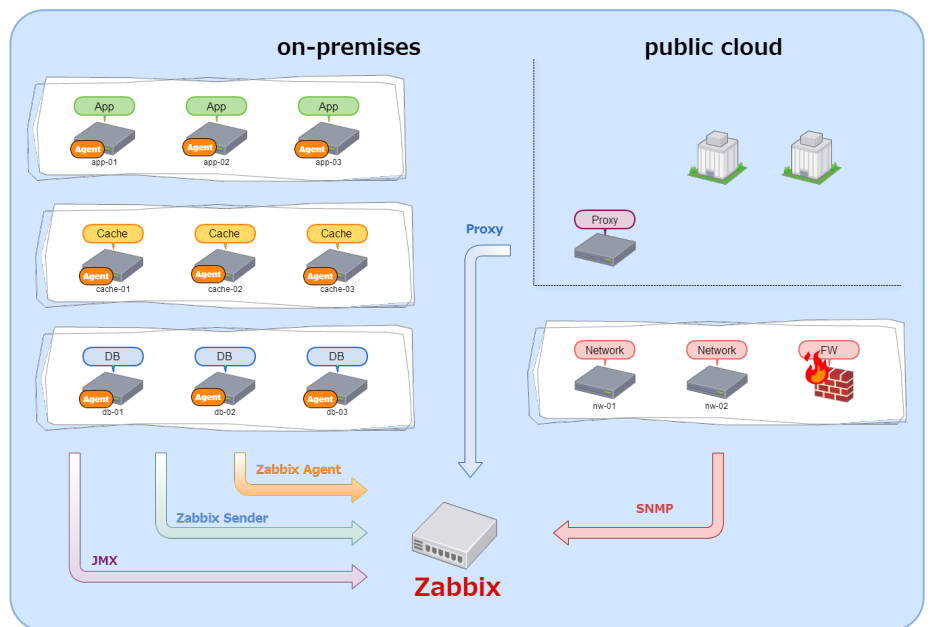 on-premises
public cloud
App
App
App
Agent
Agent
Agent
app-01
app-02
app-03
Cache
Cache
Cache
Agent
Agent
Agent
cache-01
cache-02
cache-03
DB
DB
DB
Agent
Agent
Agent
db-01
db-02
db-03
Proxy
Proxy
Network
Network
FW
nw-01
nw-02
Zabbix Agent
Zabbix Sender
JMX
SNMP
Zabbix